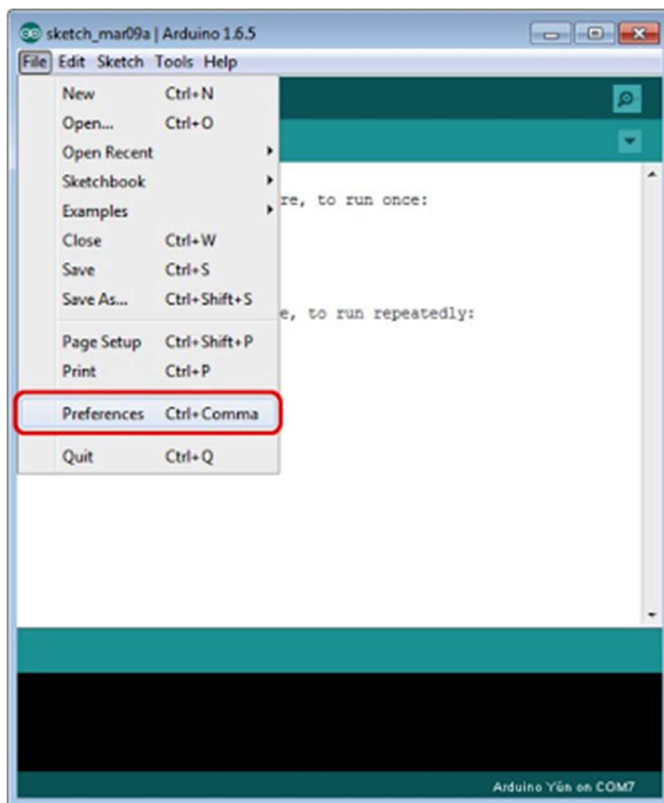 sketch_mar09a | Arduino 1.6.5
File Edit Sketch Tools Help
New Ctrl+N
Open... Ctrl+O
Open Recent
Sketchbook
re, to run once:
Examples
Close Ctrl+W
Save Ctrl+S
Save As... Ctrl+Shift+S
e, to run repeatedly:
Page Setup Ctrl+Shift+P
Print Ctrl+P
Preferences Ctrl+Comma
Quit Ctrl+Q
Arduino Yún on COM7